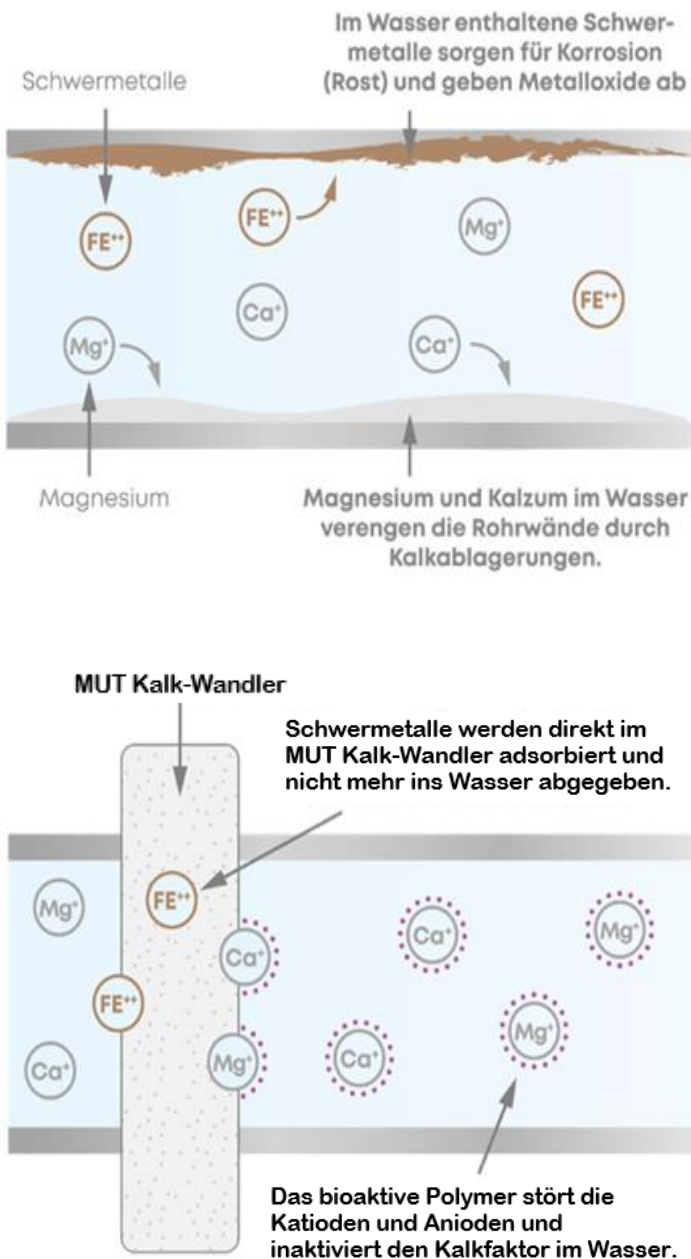 Im Wasser enthaltene Schwer-
metalle sorgen für Korrosion
(Rost) und geben Metalloxide ab
Schwermetalle
FE⁺⁺
FE⁺⁺
Mg⁺
FE⁺⁺
Ca⁺
Mg⁺
Ca⁺
Magnesium
Magnesium und Kalzum im Wasser
verengen die Rohrwände durch
Kalkablagerungen.
MUT Kalk-Wandler
Schwermetalle werden direkt im
MUT Kalk-Wandler adsorbiert und
nicht mehr ins Wasser abgegeben.
Mg⁺
FE⁺⁺
Ca⁺
Ca⁺
Mg⁺
FE⁺⁺
Ca⁺
Mg⁺
Ca⁺
Mg⁺
Das bioaktive Polymer stört die
Katioden und Anioden und
inaktiviert den Kalkfaktor im Wasser.